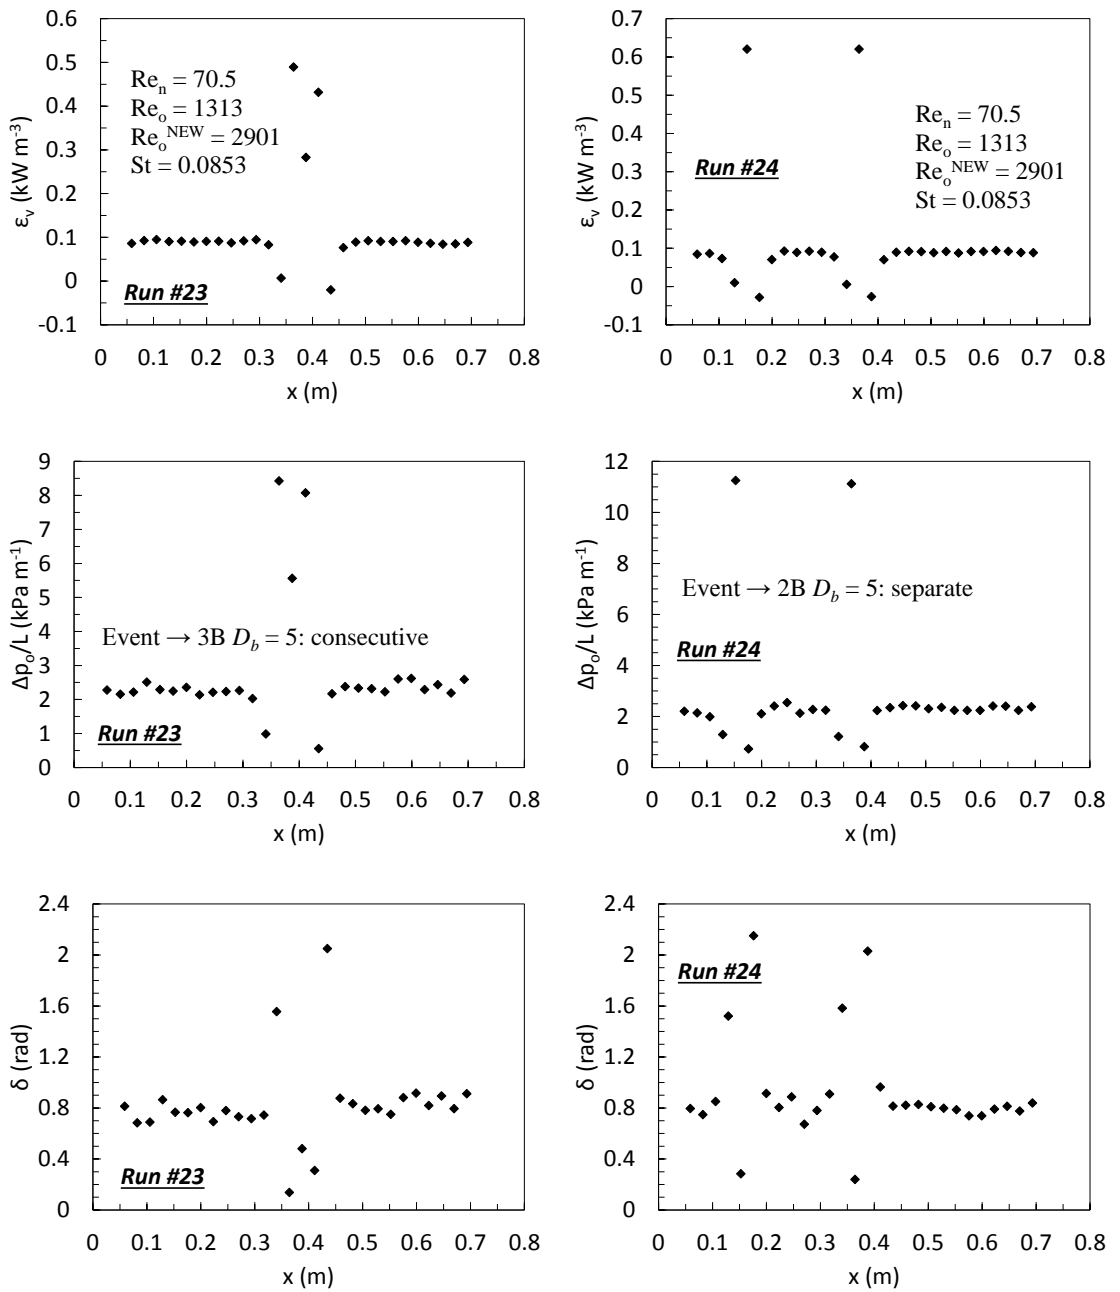 0.6
0.5
0.4
0.3
0.2
0.1
0
-0.1
ε_v (kW m^-3)
Re_n = 70.5
Re_o = 1313
Re_o^NEW = 2901
St = 0.0853
Run #23
0 0.1 0.2 0.3 0.4 0.5 0.6 0.7 0.8
x (m)
0.7
0.6
0.5
0.4
0.3
0.2
0.1
0
-0.1
ε_v (kW m^-3)
Re_n = 70.5
Re_o = 1313
Re_o^NEW = 2901
St = 0.0853
Run #24
0 0.1 0.2 0.3 0.4 0.5 0.6 0.7 0.8
x (m)
9
8
7
6
5
4
3
2
1
0
Δp_o/L (kPa m^-1)
Event → 3B D_b = 5: consecutive
Run #23
0 0.1 0.2 0.3 0.4 0.5 0.6 0.7 0.8
x (m)
12
10
8
6
4
2
0
Δp_o/L (kPa m^-1)
Event → 2B D_b = 5: separate
Run #24
0 0.1 0.2 0.3 0.4 0.5 0.6 0.7 0.8
x (m)
2.4
2
1.6
1.2
0.8
0.4
0
δ (rad)
Run #23
0 0.1 0.2 0.3 0.4 0.5 0.6 0.7 0.8
x (m)
2.4
2
1.6
1.2
0.8
0.4
0
δ (rad)
Run #24
0 0.1 0.2 0.3 0.4 0.5 0.6 0.7 0.8
x (m)